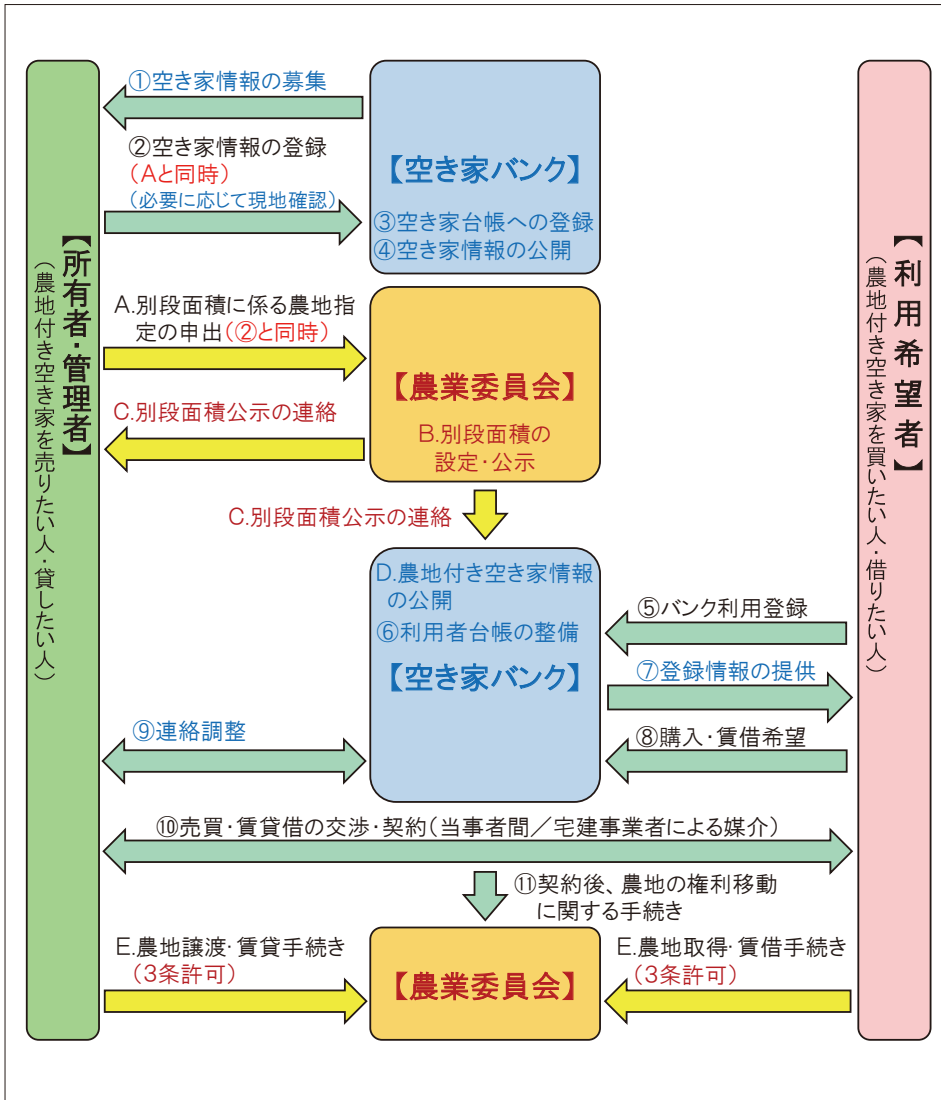 ①空き家情報の募集
②空き家情報の登録
(Aと同時)
(必要に応じて現地確認)
【空き家バンク】
③空き家台帳への登録
④空き家情報の公開
【所有者・管理者】
(農地付き空き家を売りたい人・貸したい人)
【利用希望者】
(農地付き空き家を買いたい人・借りたい人)
A.別段面積に係る農地指
定の申出(②と同時)
【農業委員会】
B.別段面積の
設定・公示
C.別段面積公示の連絡
C.別段面積公示の連絡
D.農地付き空き家情報
の公開
⑥利用者台帳の整備
【空き家バンク】
⑤バンク利用登録
⑦登録情報の提供
⑧購入・賃借希望
⑨連絡調整
⑩売買・賃貸借の交渉・契約(当事者間/宅建事業者による媒介)
⑪契約後、農地の権利移動
に関する手続き
E.農地譲渡・賃貸手続き
(3条許可)
【農業委員会】
E.農地取得・賃借手続き
(3条許可)